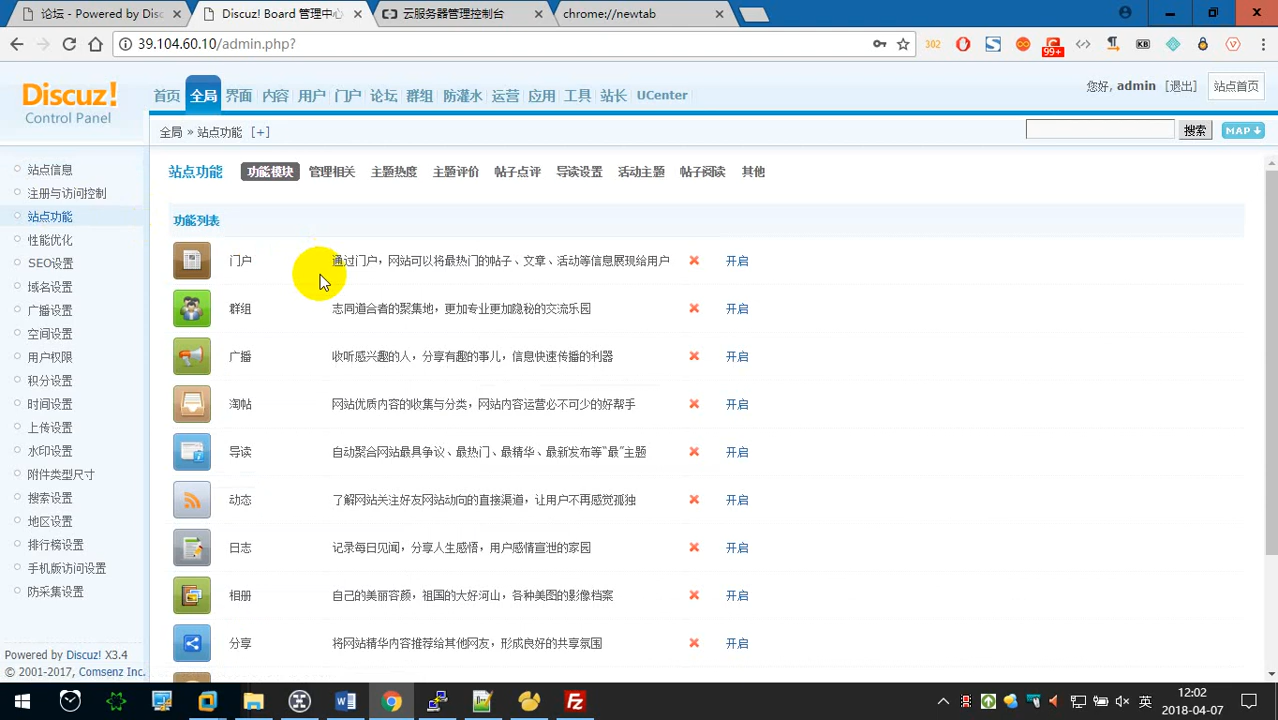 论坛 - Powered by Disc
Discuz! Board 管理中心
云服务器管理控制台
chrome://newtab
39.104.60.10/admin.php?
302
99+
KB
Discuz!
Control Panel
首页 全局 界面 内容 用户 门户 论坛 群组 防灌水 运营 应用 工具 站长 UCenter
您好, admin [退出] 站点首页
全局 » 站点功能 [+]
搜索
MAP
站点信息
注册与访问控制
站点功能
性能优化
SEO设置
域名设置
广播设置
空间设置
用户权限
积分设置
时间设置
上传设置
水印设置
附件类型尺寸
搜索设置
地区设置
排行榜设置
手机版访问设置
防采集设置
Powered by Discuz! X3.4
© 2001-2017, Comsenz Inc.
站点功能 功能模块 管理相关 主题热度 主题评价 帖子点评 导读设置 活动主题 帖子阅读 其他
功能列表
门户 通过门户，网站可以将最热门的帖子、文章、活动等信息展现给用户 开启
群组 志同道合者的聚集地，更加专业更加隐秘的交流乐园 开启
广播 收听感兴趣的人，分享有趣的事儿，信息快速传播的利器 开启
淘帖 网站优质内容的收集与分类，网站内容运营必不可少的好帮手 开启
导读 自动聚合网站最具争议、最热门、最精华、最新发布等“最”主题 开启
动态 了解网站关注好友网站动向的直接渠道，让用户不再感觉孤独 开启
日志 记录每日见闻，分享人生感悟，用户感情宣泄的家园 开启
相册 自己的美丽容颜，祖国的大好河山，各种美图的影像档案 开启
分享 将网站精华内容推荐给其他网友，形成良好的共享氛围 开启
英
12:02
2018-04-07